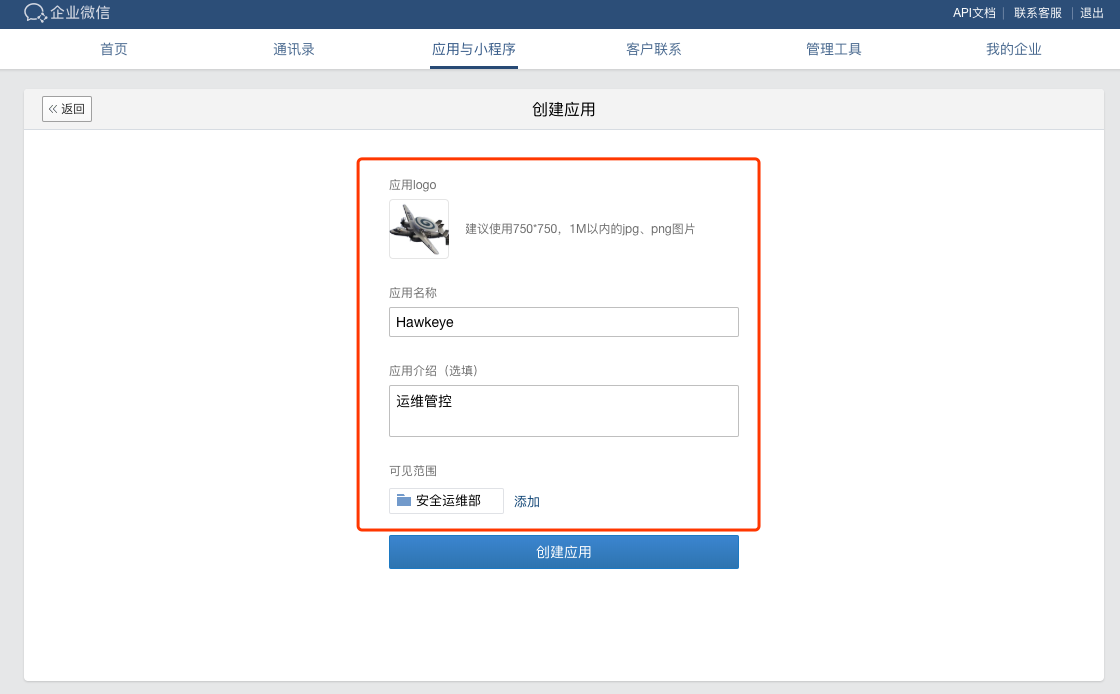 企业微信
API文档 联系客服 退出
首页 通讯录 应用与小程序 客户联系 管理工具 我的企业
返回
创建应用
应用logo
建议使用750*750，1M以内的jpg、png图片
应用名称
Hawkeye
应用介绍（选填）
运维管控
可见范围
安全运维部 添加
创建应用